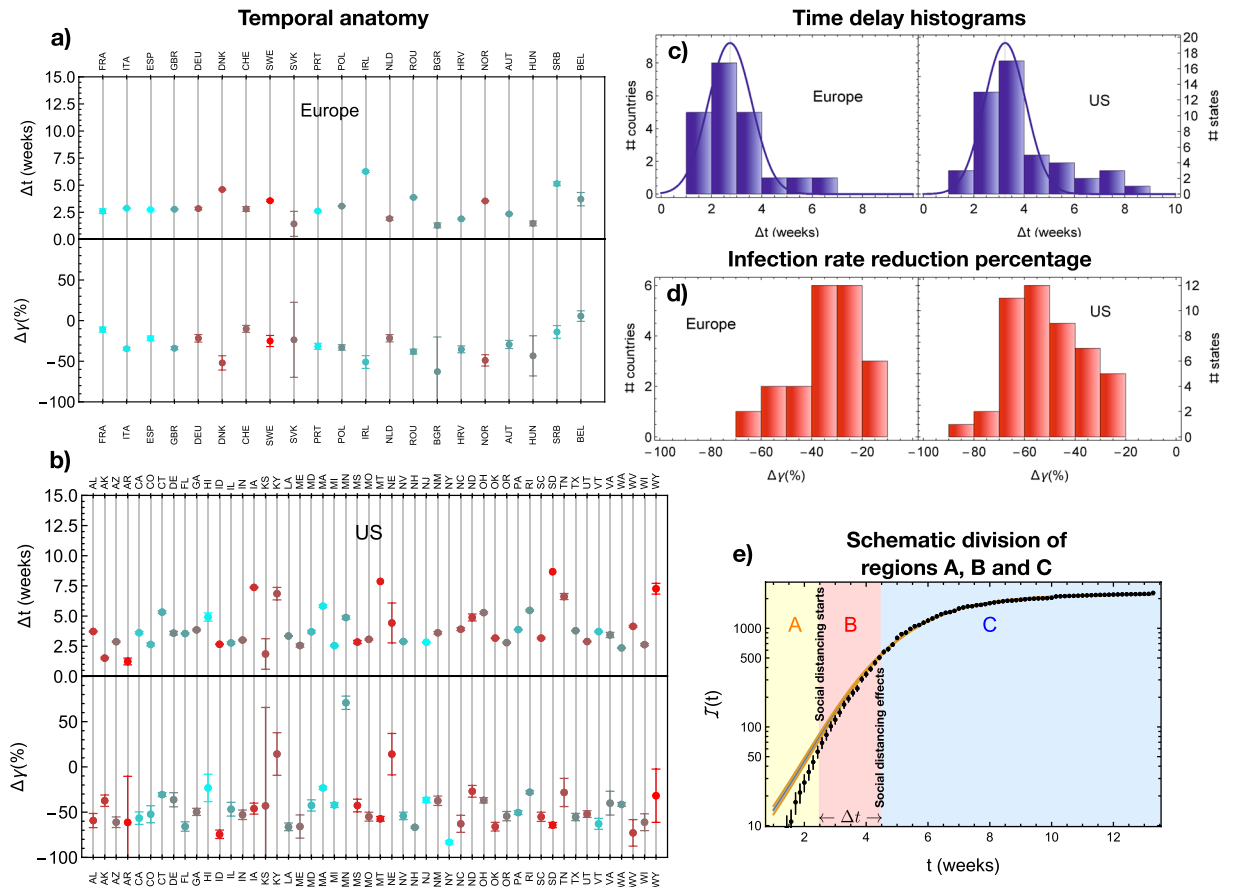 Temporal anatomy
a)
FRA ITA ESP GBR DEU DNK CHE SWE SVK PRT POL IRL NLD ROU BGR HRV NOR AUT HUN SRB BEL
15.0
12.5
Europe
10.0
7.5
5.0
2.5
0.0
Δt (weeks)
50
0
−50
−100
Δγ(%)
FRA ITA ESP GBR DEU DNK CHE SWE SVK PRT POL IRL NLD ROU BGR HRV NOR AUT HUN SRB BEL
b)
AL AK AZ AR CA CO CT DE FL GA HI ID IL IN IA KS KY LA ME MD MA MI MN MS MO MT NE NV NH NJ NM NY NC ND OH OK OR PA RI SC SD TN TX UT VT VA WA WV WI WY
15.0
12.5
US
10.0
7.5
5.0
2.5
0.0
Δt (weeks)
50
0
−50
−100
Δγ(%)
AL AK AZ AR CA CO CT DE FL GA HI ID IL IN IA KS KY LA ME MD MA MI MN MS MO MT NE NV NH NJ NM NY NC ND OH OK OR PA RI SC SD TN TX UT VT VA WA WV WI WY
Time delay histograms
c)
Europe
US
8
6
4
2
0
# countries
20
18
16
14
12
10
8
6
4
2
0
# states
0 2 4 6 8
0 2 4 6 8 10
Δt (weeks)
Δt (weeks)
Infection rate reduction percentage
d)
Europe
US
6
4
2
0
# countries
12
10
8
6
4
2
0
# states
−100 −80 −60 −40 −20 0
−100 −80 −60 −40 −20 0
Δγ(%)
Δγ(%)
e)
Schematic division of
regions A, B and C
A
B
C
Social distancing starts
Social distancing effects
Δt
1000
500
100
50
10
I(t)
2 4 6 8 10 12
t (weeks)